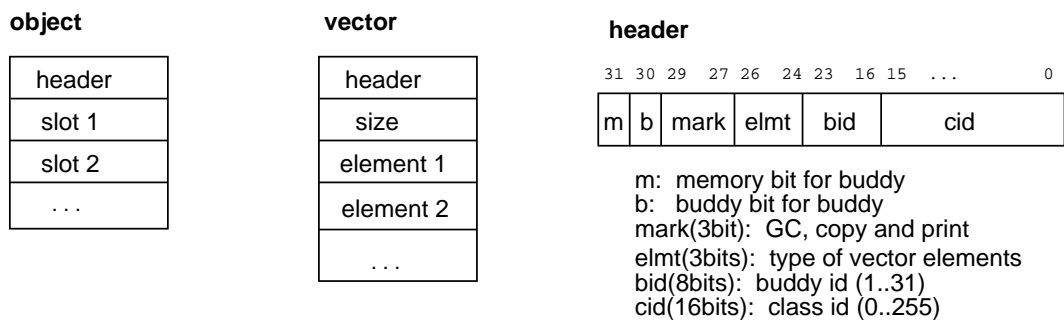 object
header
slot 1
slot 2
. . .
vector
header
size
element 1
element 2
. . .
header
31 30 29 27 26 24 23 16 15 ... 0
m b mark elmt bid cid
m: memory bit for buddy
b: buddy bit for buddy
mark(3bit): GC, copy and print
elmt(3bits): type of vector elements
bid(8bits): buddy id (1..31)
cid(16bits): class id (0..255)